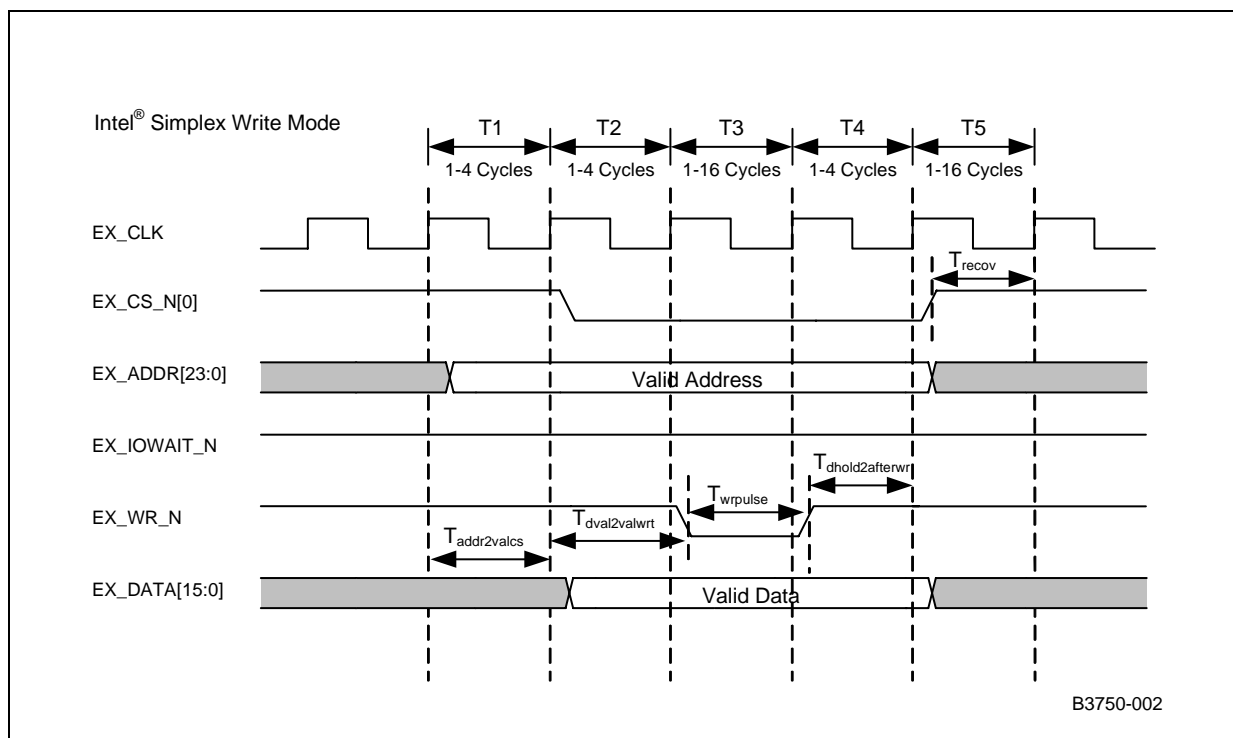 Intel® Simplex Write Mode
T1 T2 T3 T4 T5
1-4 Cycles 1-4 Cycles 1-16 Cycles 1-4 Cycles 1-16 Cycles
EX_CLK
Trecov
EX_CS_N[0]
EX_ADDR[23:0] Valid Address
EX_IOWAIT_N
Tdhold2afterwr
Twrpulse
EX_WR_N
Tdval2valwrt
Taddr2valcs
EX_DATA[15:0] Valid Data
B3750-002